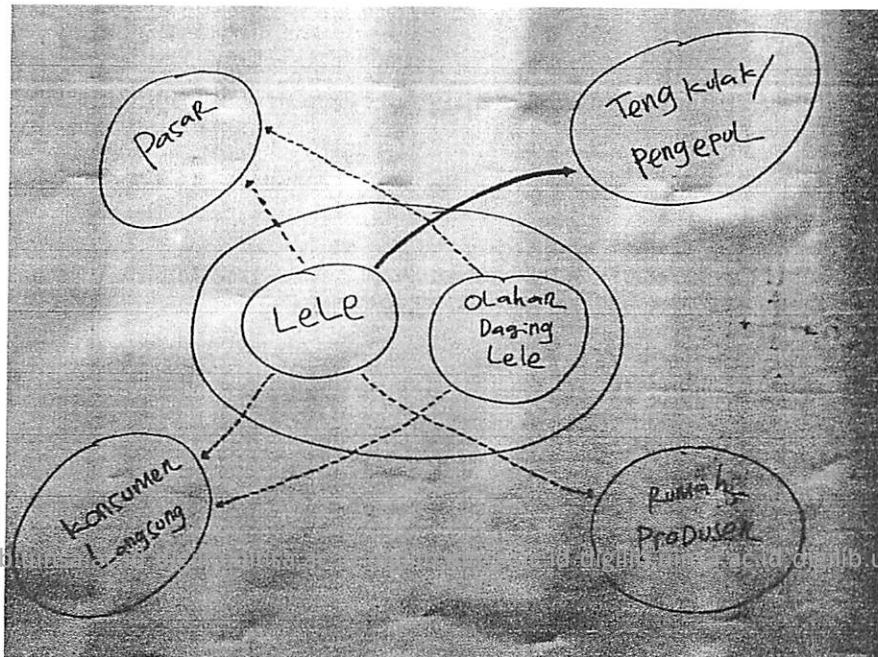 Pasar
Tengkulak/
pengepul
LeLe
OLahan
Daging
Lele
Konsumen
Langsung
Rumah
Produsen